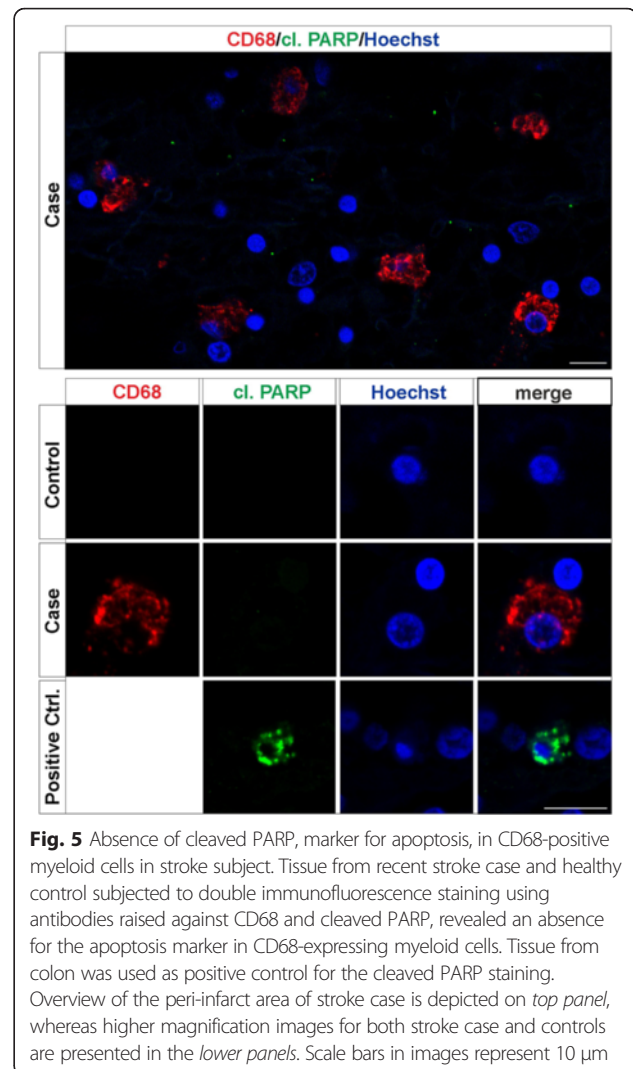 CD68/cl. PARP/Hoechst
Case
CD68 cl. PARP Hoechst merge
Control
Case
Positive Ctrl.
Fig. 5 Absence of cleaved PARP, marker for apoptosis, in CD68-positive
myeloid cells in stroke subject. Tissue from recent stroke case and healthy
control subjected to double immunofluorescence staining using
antibodies raised against CD68 and cleaved PARP, revealed an absence
for the apoptosis marker in CD68-expressing myeloid cells. Tissue from
colon was used as positive control for the cleaved PARP staining.
Overview of the peri-infarct area of stroke case is depicted on top panel,
whereas higher magnification images for both stroke case and controls
are presented in the lower panels. Scale bars in images represent 10 μm